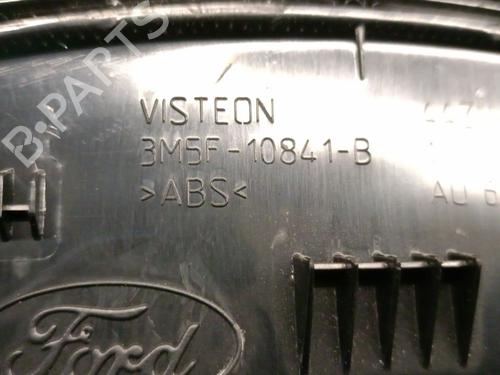 B-PARTS
VISTEON
3M5F-10841-B
>ABS<
Ford